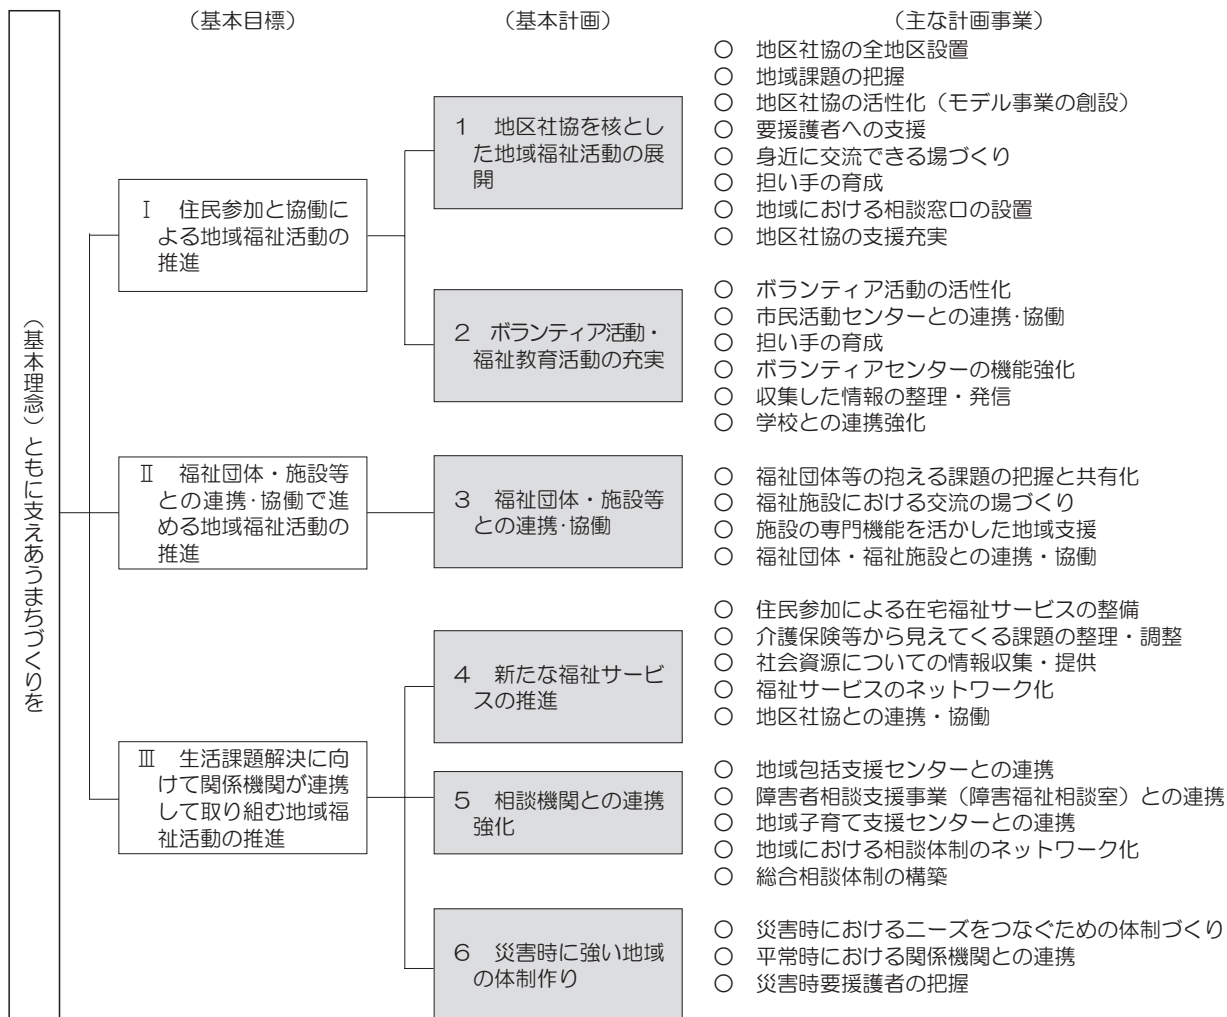 （基本目標）
（基本計画）
（主な計画事業）
（基本理念）ともに支えあうまちづくりを
Ⅰ　住民参加と協働に
よる地域福祉活動の
推進
1　地区社協を核とし
た地域福祉活動の展
開
○　地区社協の全地区設置
○　地域課題の把握
○　地区社協の活性化（モデル事業の創設）
○　要援護者への支援
○　身近に交流できる場づくり
○　担い手の育成
○　地域における相談窓口の設置
○　地区社協の支援充実
2　ボランティア活動・
福祉教育活動の充実
○　ボランティア活動の活性化
○　市民活動センターとの連携･協働
○　担い手の育成
○　ボランティアセンターの機能強化
○　収集した情報の整理・発信
○　学校との連携強化
Ⅱ　福祉団体・施設等
との連携･協働で進
める地域福祉活動の
推進
3　福祉団体・施設等
との連携･協働
○　福祉団体等の抱える課題の把握と共有化
○　福祉施設における交流の場づくり
○　施設の専門機能を活かした地域支援
○　福祉団体・福祉施設との連携・協働
Ⅲ　生活課題解決に向
けて関係機関が連携
して取り組む地域福
祉活動の推進
4　新たな福祉サービ
スの推進
○　住民参加による在宅福祉サービスの整備
○　介護保険等から見えてくる課題の整理・調整
○　社会資源についての情報収集・提供
○　福祉サービスのネットワーク化
○　地区社協との連携・協働
5　相談機関との連携
強化
○　地域包括支援センターとの連携
○　障害者相談支援事業（障害福祉相談室）との連携
○　地域子育て支援センターとの連携
○　地域における相談体制のネットワーク化
○　総合相談体制の構築
6　災害時に強い地域
の体制作り
○　災害時におけるニーズをつなぐための体制づくり
○　平常時における関係機関との連携
○　災害時要援護者の把握